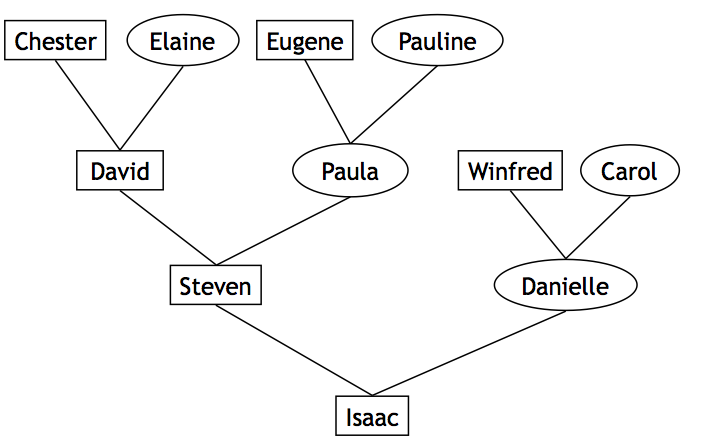 Chester
Elaine
Eugene
Pauline
David
Paula
Winfred
Carol
Steven
Danielle
Isaac